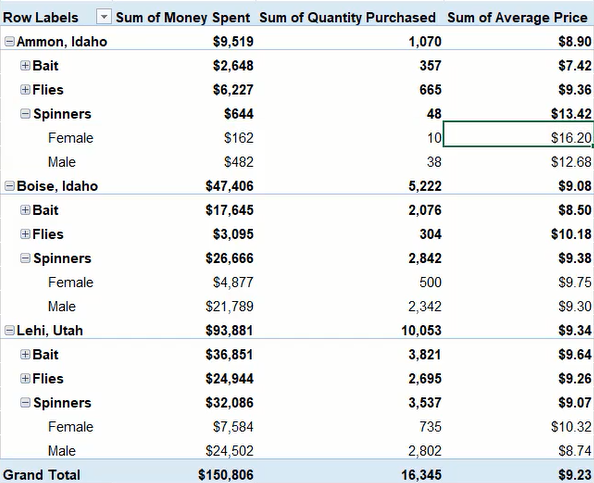 Row Labels Sum of Money Spent Sum of Quantity Purchased Sum of Average Price
Ammon, Idaho $9,519 1,070 $8.90
Bait $2,648 357 $7.42
Flies $6,227 665 $9.36
Spinners $644 48 $13.42
Female $162 10 $16.20
Male $482 38 $12.68
Boise, Idaho $47,406 5,222 $9.08
Bait $17,645 2,076 $8.50
Flies $3,095 304 $10.18
Spinners $26,666 2,842 $9.38
Female $4,877 500 $9.75
Male $21,789 2,342 $9.30
Lehi, Utah $93,881 10,053 $9.34
Bait $36,851 3,821 $9.64
Flies $24,944 2,695 $9.26
Spinners $32,086 3,537 $9.07
Female $7,584 735 $10.32
Male $24,502 2,802 $8.74
Grand Total $150,806 16,345 $9.23